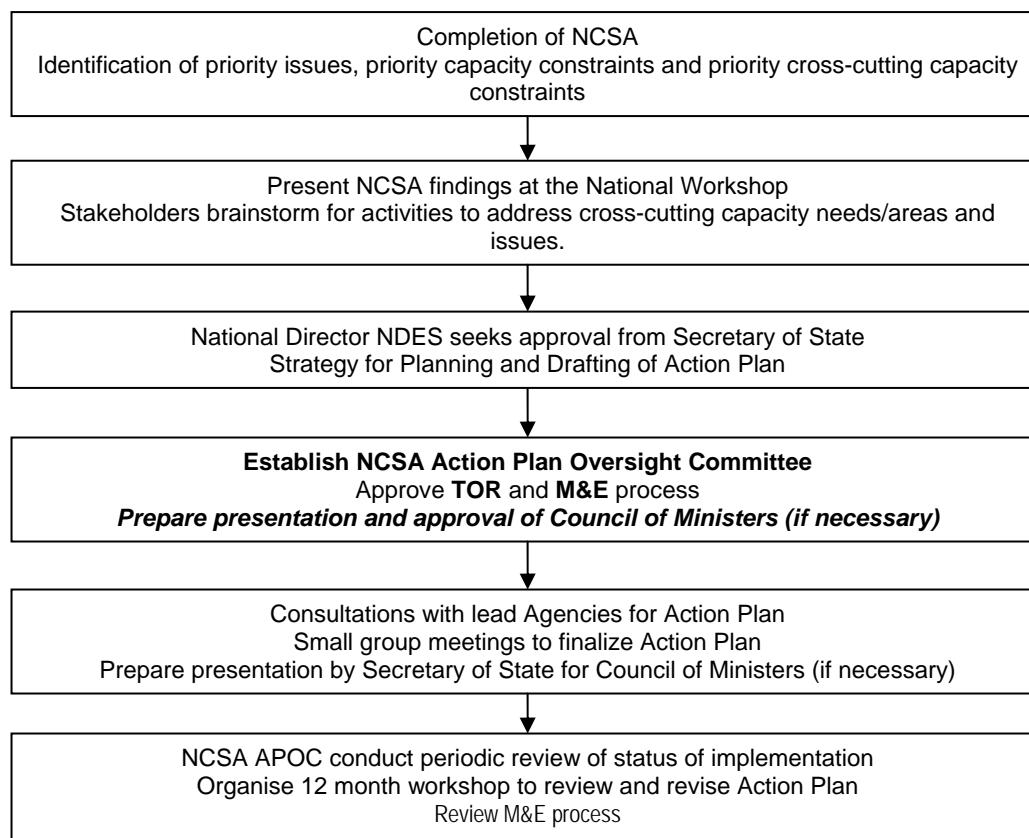 Completion of NCSA
Identification of priority issues, priority capacity constraints and priority cross-cutting capacity
constraints
Present NCSA findings at the National Workshop
Stakeholders brainstorm for activities to address cross-cutting capacity needs/areas and
issues.
National Director NDES seeks approval from Secretary of State
Strategy for Planning and Drafting of Action Plan
Establish NCSA Action Plan Oversight Committee
Approve TOR and M&E process
Prepare presentation and approval of Council of Ministers (if necessary)
Consultations with lead Agencies for Action Plan
Small group meetings to finalize Action Plan
Prepare presentation by Secretary of State for Council of Ministers (if necessary)
NCSA APOC conduct periodic review of status of implementation
Organise 12 month workshop to review and revise Action Plan
Review M&E process